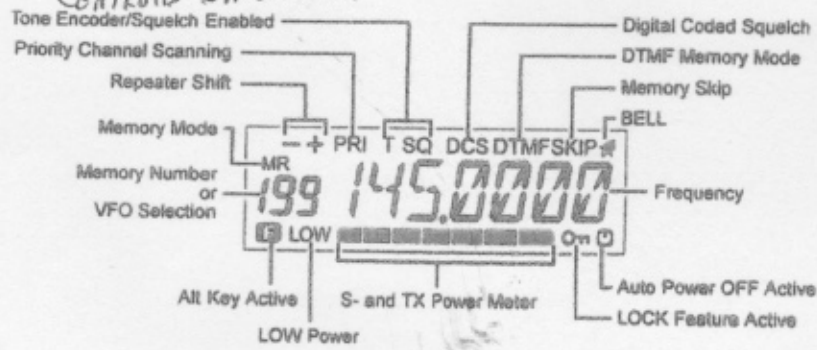 Tone Encoder/Squelch Enabled
Digital Coded Squelch
Priority Channel Scanning
DTMF Memory Mode
Repeater Shift
Memory Skip
BELL
Memory Mode
- + PRI T SQ DCS DTMF SKIP
MR
Memory Number
or
VFO Selection
199 145.0000
Frequency
F LOW
Alt Key Active
S- and TX Power Meter
Auto Power OFF Active
LOCK Feature Active
LOW Power